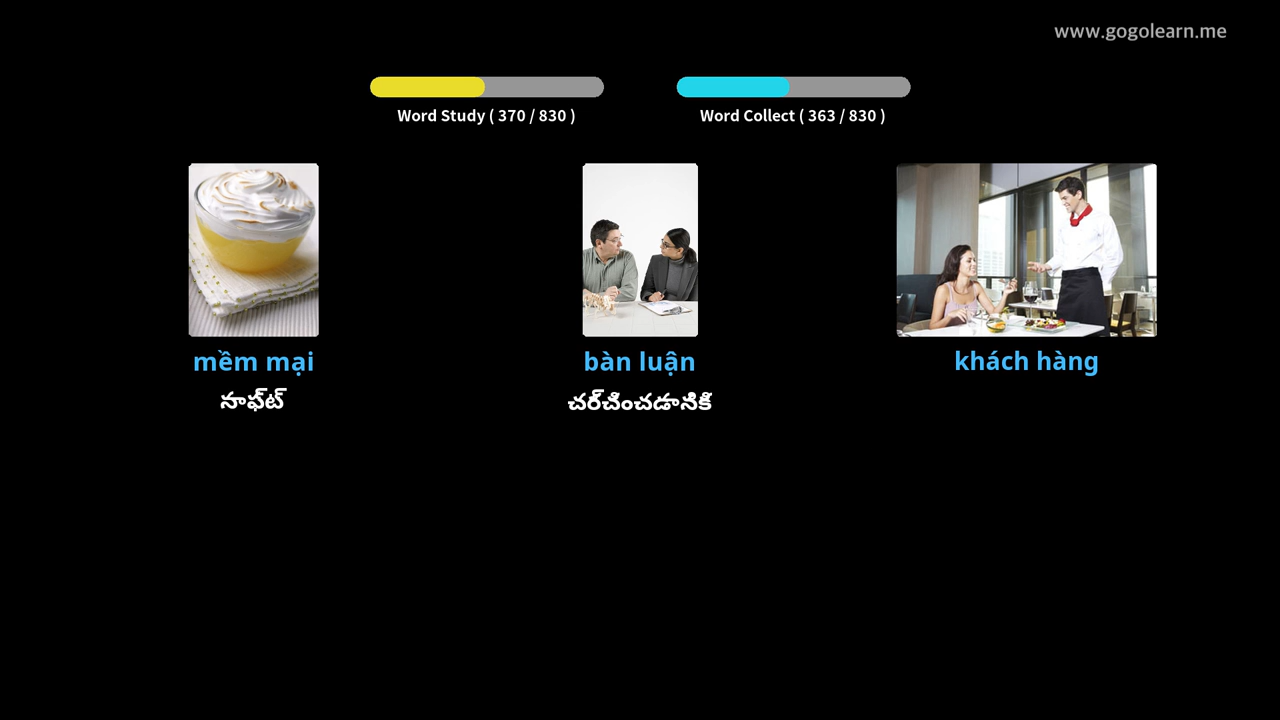 www.gogolearn.me
Word Study ( 370 / 830 )
Word Collect ( 363 / 830 )
mềm mại
సాఫ్ట్
bàn luận
చర్చించడానికి
khách hàng